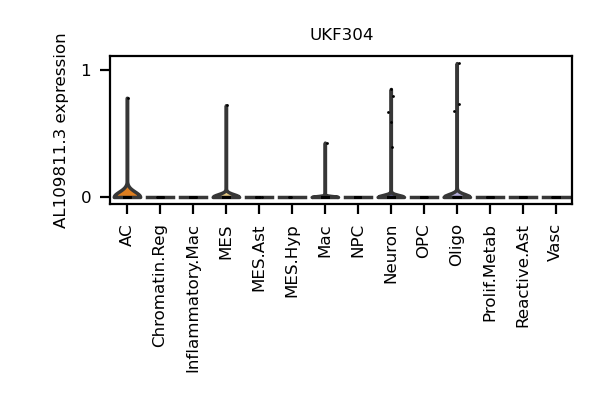 UKF304
AL109811.3 expression
1
0
AC
Chromatin.Reg
Inflammatory.Mac
MES
MES.Ast
MES.Hyp
Mac
NPC
Neuron
OPC
Oligo
Prolif.Metab
Reactive.Ast
Vasc